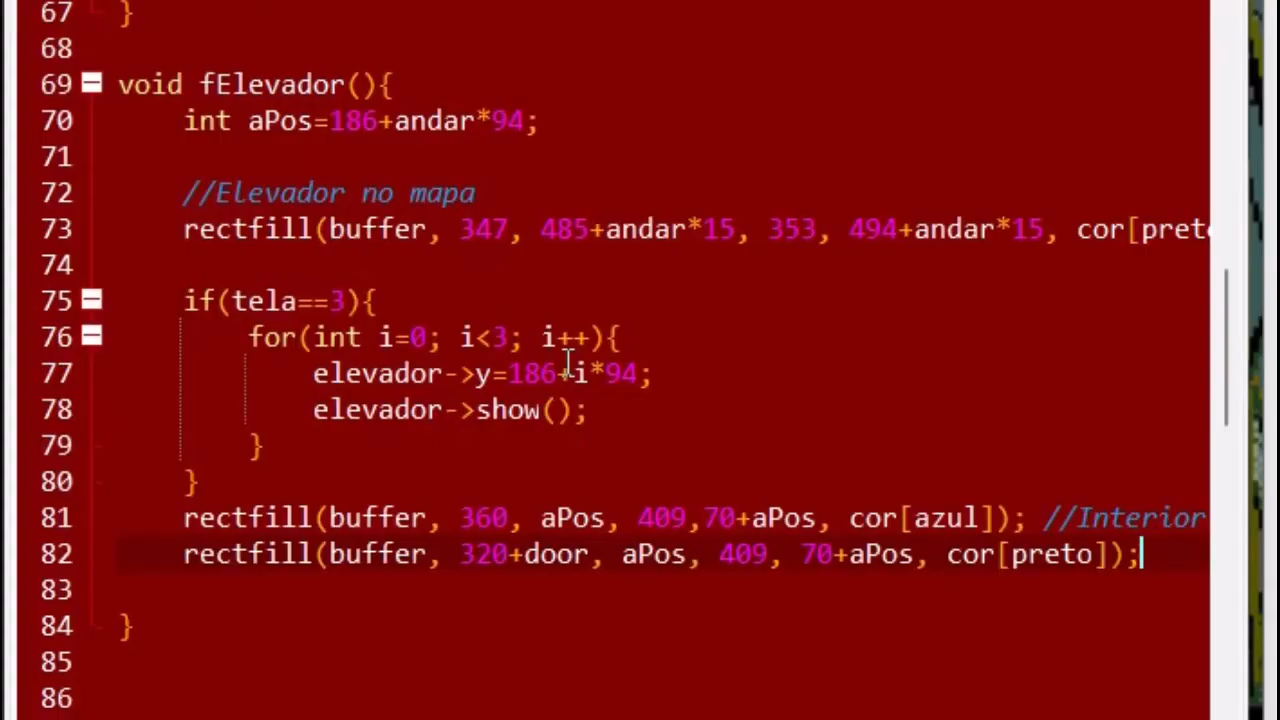 67 }
68
69 void fElevador(){
70 int aPos=186+andar*94;
71
72 //Elevador no mapa
73 rectfill(buffer, 347, 485+andar*15, 353, 494+andar*15, cor[preto
74
75 if(tela==3){
76 for(int i=0; i<3; i++){
77 elevador->y=186+i*94;
78 elevador->show();
79 }
80 }
81 rectfill(buffer, 360, aPos, 409,70+aPos, cor[azul]); //Interior
82 rectfill(buffer, 320+door, aPos, 409, 70+aPos, cor[preto]);
83
84 }
85
86